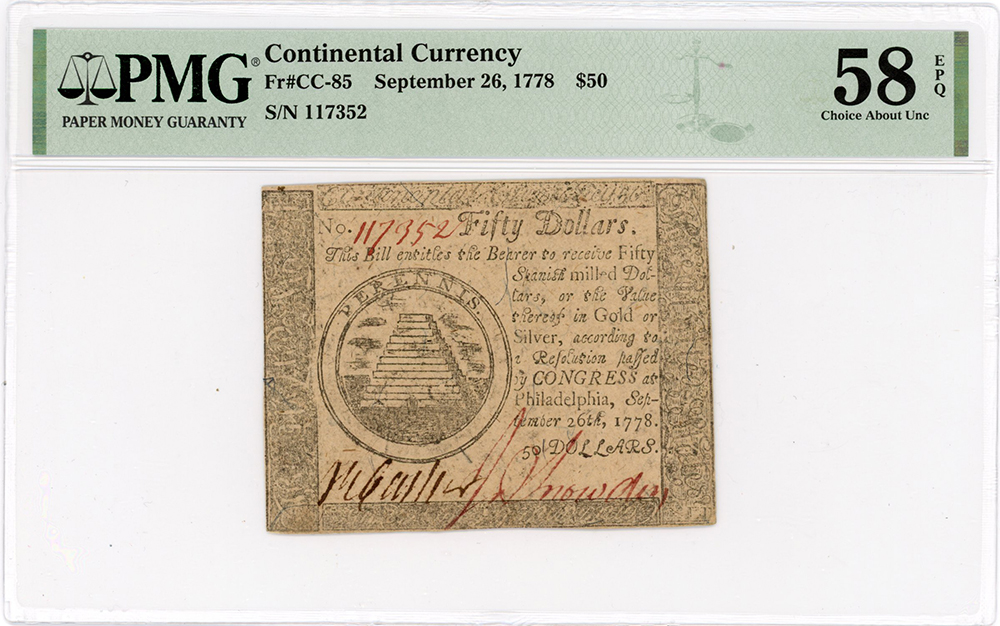 PMG®
PAPER MONEY GUARANTY
Continental Currency
Fr#CC-85 September 26, 1778 $50
S/N 117352
58
EPQ
Choice About Unc
No. 117352 Fifty Dollars.
This Bill entitles the Bearer to receive Fifty
Spanish milled Dol-
lars, or the Value
thereof in Gold or
Silver, according to
a Resolution passed
by CONGRESS at
Philadelphia, Sep-
tember 26th, 1778.
50 DOLLARS.
PERENNIS.
Snowden